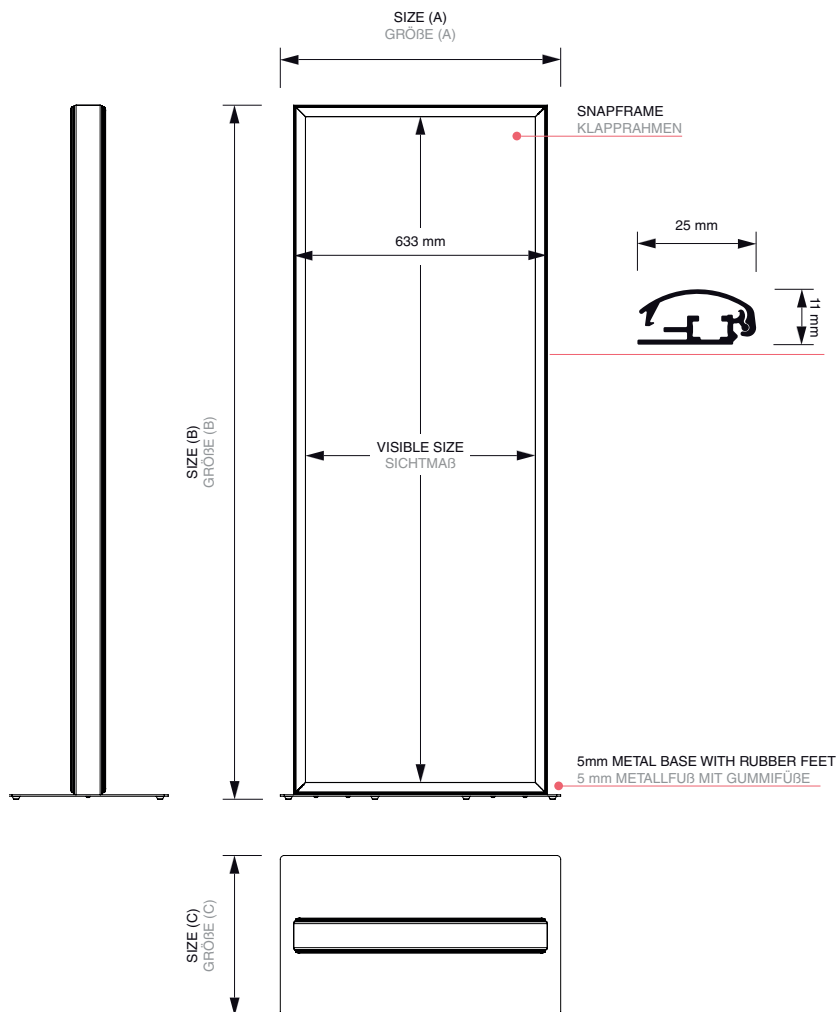 SIZE (A)
GRÖßE (A)
SNAPFRAME
KLAPPRAHMEN
25 mm
633 mm
11 mm
SIZE (B)
GRÖßE (B)
VISIBLE SIZE
SICHTMAß
5mm METAL BASE WITH RUBBER FEET
5 mm METALLFUß MIT GUMMIFÜßE
SIZE (C)
GRÖßE (C)